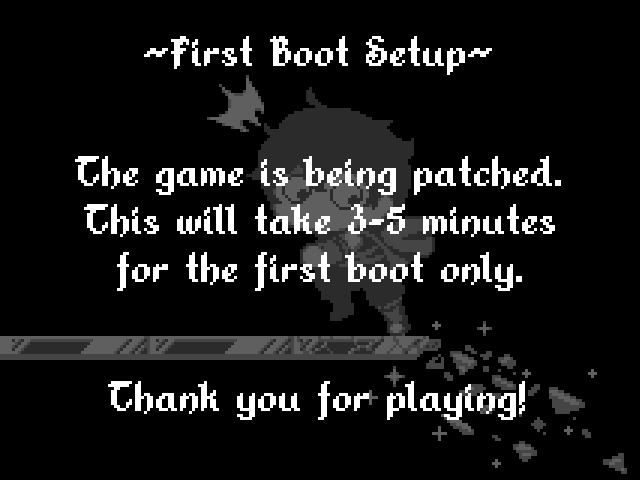 ~First Boot Setup~
The game is being patched.
This will take 3-5 minutes
for the first boot only.
Thank you for playing!